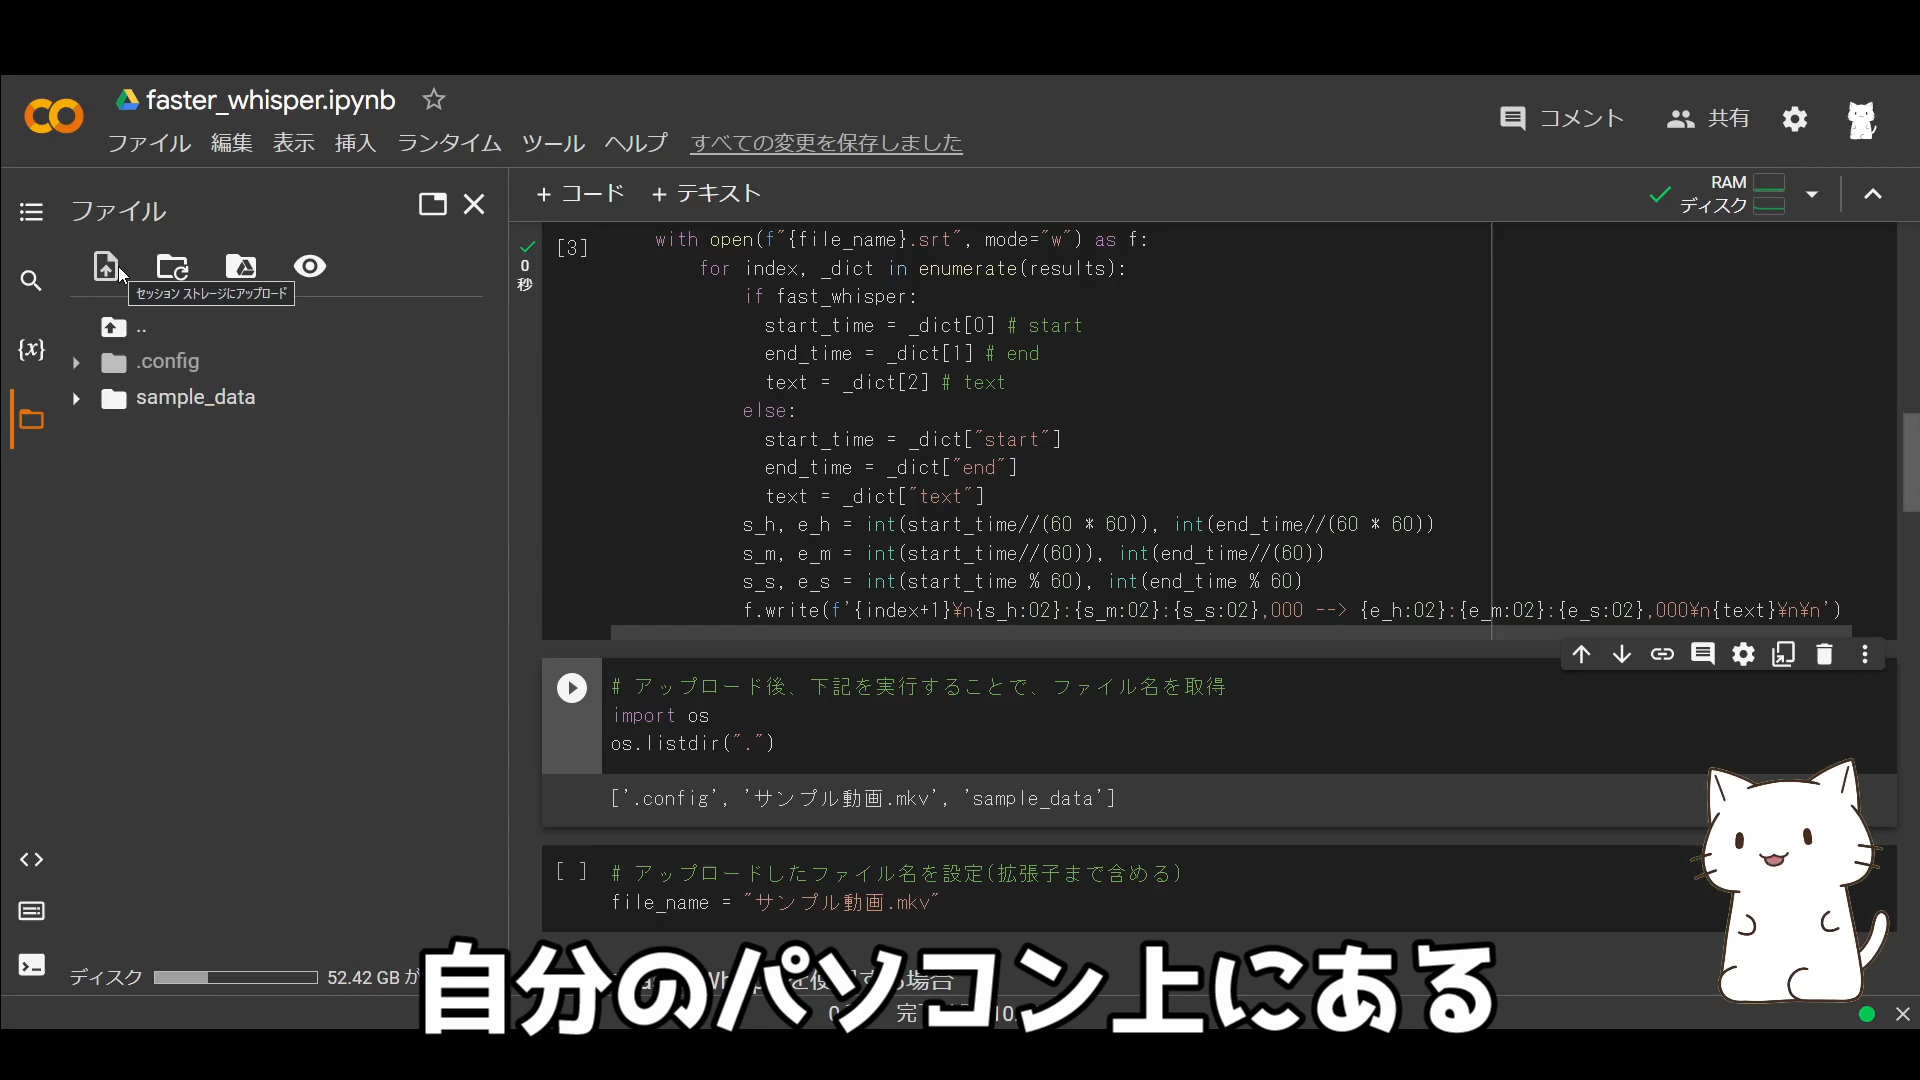 faster_whisper.ipynb
ファイル 編集 表示 挿入 ランタイム ツール ヘルプ すべての変更を保存しました
コメント 共有
ファイル
+ コード + テキスト
RAM
ディスク
セッション ストレージにアップロード
..
.config
sample_data
{x}
0
秒
[3]
with open(f"{file_name}.srt", mode="w") as f:
for index, _dict in enumerate(results):
if fast_whisper:
start_time = _dict[0] # start
end_time = _dict[1] # end
text = _dict[2] # text
else:
start_time = _dict["start"]
end_time = _dict["end"]
text = _dict["text"]
s_h, e_h = int(start_time//(60 * 60)), int(end_time//(60 * 60))
s_m, e_m = int(start_time//(60)), int(end_time//(60))
s_s, e_s = int(start_time % 60), int(end_time % 60)
f.write(f'{index+1}¥n{s_h:02}:{s_m:02}:{s_s:02},000 --> {e_h:02}:{e_m:02}:{e_s:02},000¥n{text}¥n¥n')
# アップロード後、下記を実行することで、ファイル名を取得
import os
os.listdir(".")
['.config', 'サンプル動画.mkv', 'sample_data']
[ ] # アップロードしたファイル名を設定(拡張子まで含める)
file_name = "サンプル動画.mkv"
ディスク 52.42 GB が
自分のパソコン上にある